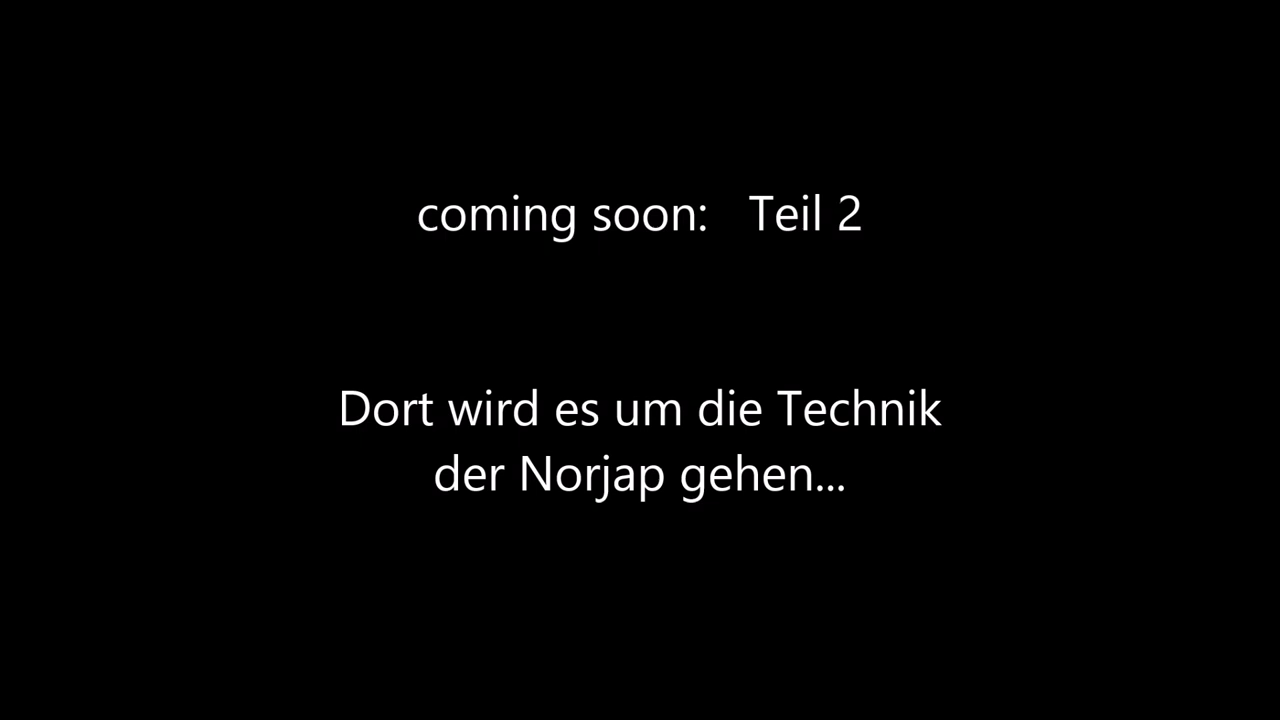 coming soon:   Teil 2
Dort wird es um die Technik
der Norjap gehen...